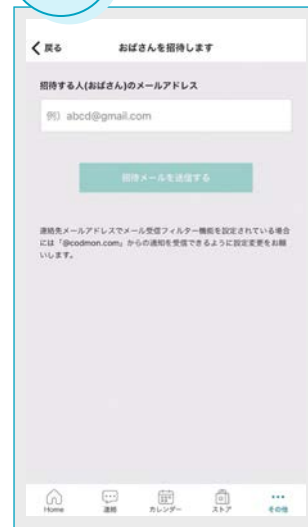 戻る おばさんを招待します
招待する人(おばさん)のメールアドレス
例）abcd@gmail.com
招待メールを送信する
連絡先メールアドレスでメール受信フィルター機能を設定されている場合
には「@codmon.com」からの通知を受信できるように設定変更をお願
いします。
Home 連絡 カレンダー ストア その他